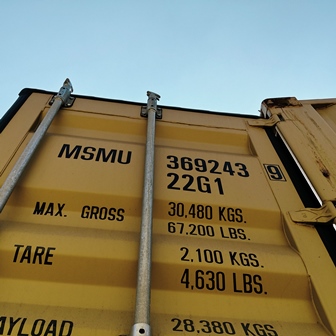 MSMU 369243 9
22G1
MAX. GROSS 30.480 KGS.
67.200 LBS.
TARE 2,100 KGS.
4,630 LBS.
AYLOAD 28,380 KGS.